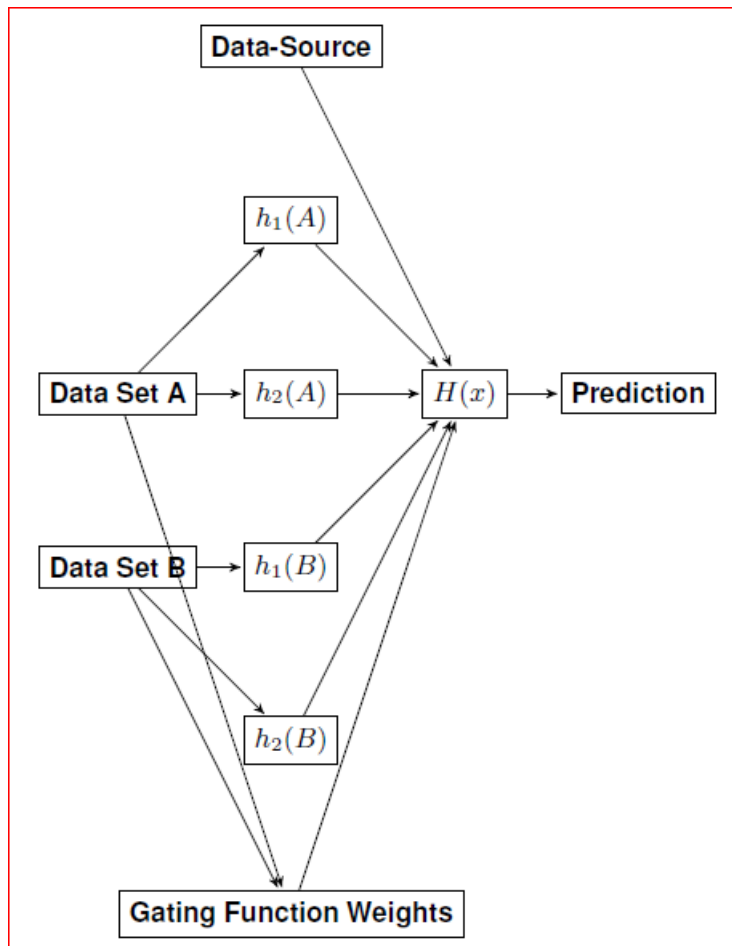 Data-Source
h₁(A)
Data Set A
h₂(A)
H(x)
Prediction
Data Set B
h₁(B)
h₂(B)
Gating Function Weights